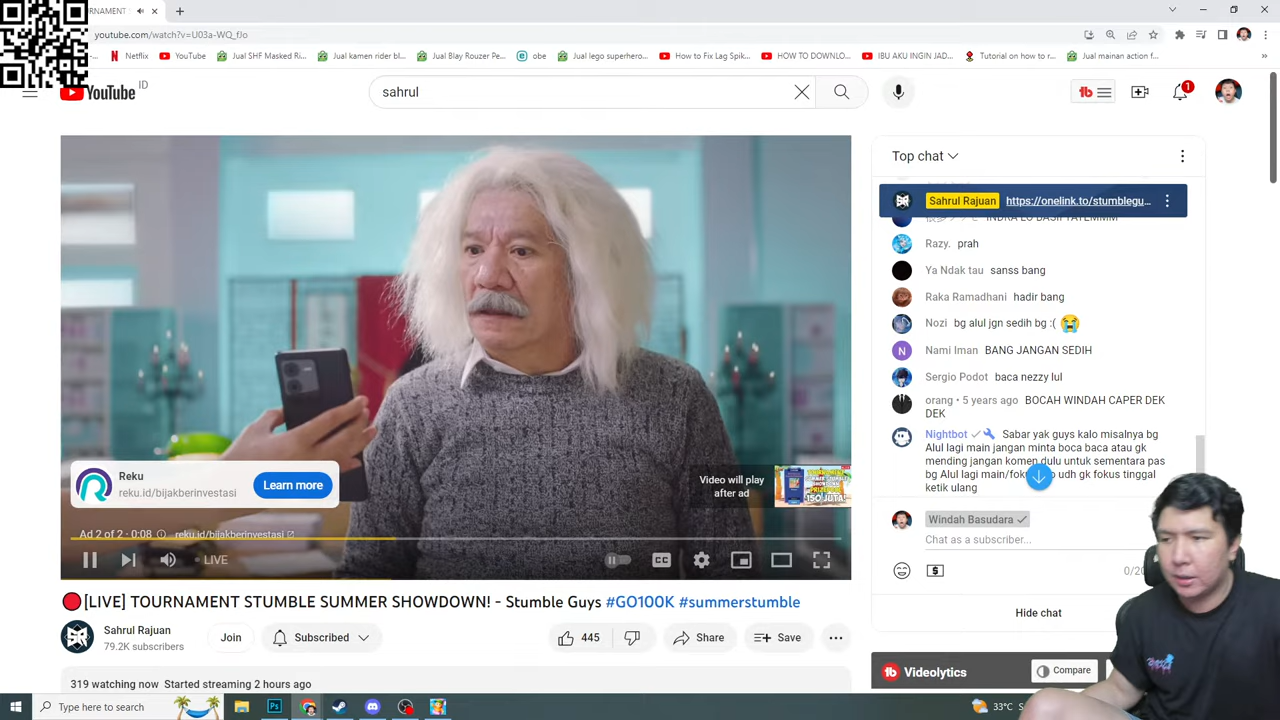 youtube.com/watch?v=U03a-WQ_fJo
Netflix
YouTube
Jual SHF Masked Ri...
Jual kamen rider bl...
Jual Blay Rouzer Pe...
obe
Jual lego superhero...
How to Fix Lag Spik...
HOW TO DOWNLO...
IBU AKU INGIN JAD...
Tutorial on how to r...
Jual mainan action f...
YouTube ID
sahrul
1
Top chat
Sahrul Rajuan https://onelink.to/stumblegu...
Razy. prah
Ya Ndak tau sanss bang
Raka Ramadhani hadir bang
Nozi bg alul jgn sedih bg :( 
N Nami Iman BANG JANGAN SEDIH
Sergio Podot baca nezzy lul
orang • 5 years ago BOCAH WINDAH CAPER DEK
DEK
Nightbot Sabar yak guys kalo misalnya bg
Alul lagi main jangan minta boca baca atau gk
mending jangan komen dulu untuk sementara pas
bg Alul lagi main/fok o udh gk fokus tinggal
ketik ulang
Windah Basudara
Chat as a subscriber...
Hide chat
Reku
reku.id/bijakberinvestasi
Learn more
Video will play
after ad
150 JUTA!
Ad 2 of 2 · 0:08 reku.id/bijakberinvestasi
LIVE
CC
[LIVE] TOURNAMENT STUMBLE SUMMER SHOWDOWN! - Stumble Guys #GO100K #summerstumble
Sahrul Rajuan
79.2K subscribers
Join
Subscribed
445
Share
Save
319 watching now Started streaming 2 hours ago
tb Videolytics
Compare
Type here to search
33°C